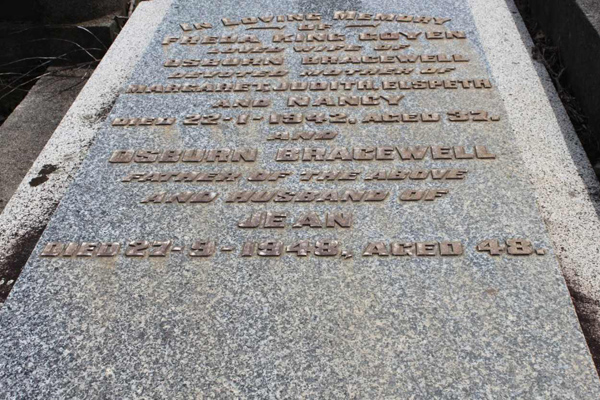 IN LOVING MEMORY
OF
FREDA KING COYEN
LOVED WIFE OF
OSBURN BRACEWELL
DEVOTED MOTHER OF
MARGARET, JUDITH, ELSPETH
AND NANCY
DIED 22-1-1942, AGED 37.
AND
OSBURN BRACEWELL
FATHER OF THE ABOVE
AND HUSBAND OF
JEAN
DIED 27-9-1948, AGED 48.